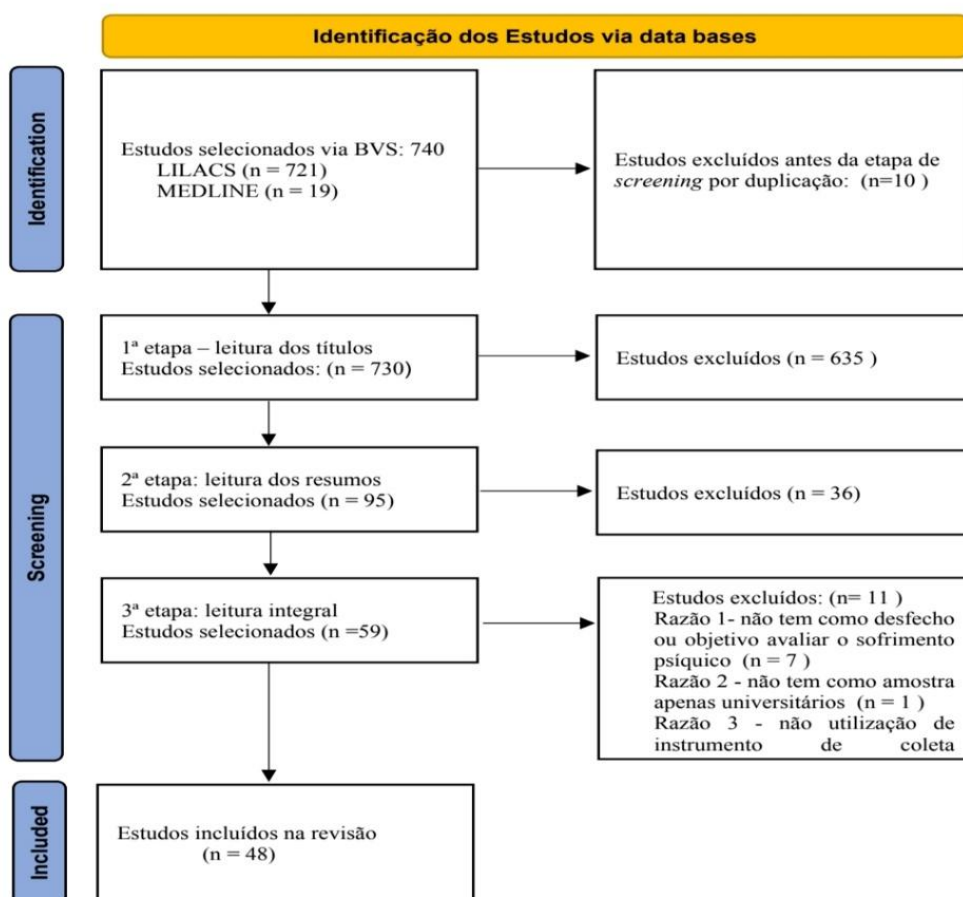 Identificação dos Estudos via data bases
Identification
Estudos selecionados via BVS: 740
LILACS (n = 721)
MEDLINE (n = 19)
Estudos excluídos antes da etapa de
screening por duplicação: (n=10 )
Screening
1ª etapa – leitura dos títulos
Estudos selecionados: (n = 730)
Estudos excluídos (n = 635 )
2ª etapa: leitura dos resumos
Estudos selecionados (n = 95)
Estudos excluídos (n = 36)
3ª etapa: leitura integral
Estudos selecionados (n =59)
Estudos excluídos: (n= 11 )
Razão 1- não tem como desfecho
ou objetivo avaliar o sofrimento
psíquico (n = 7 )
Razão 2 - não tem como amostra
apenas universitários (n = 1 )
Razão 3 - não utilização de
instrumento de coleta
Included
Estudos incluídos na revisão
(n = 48)